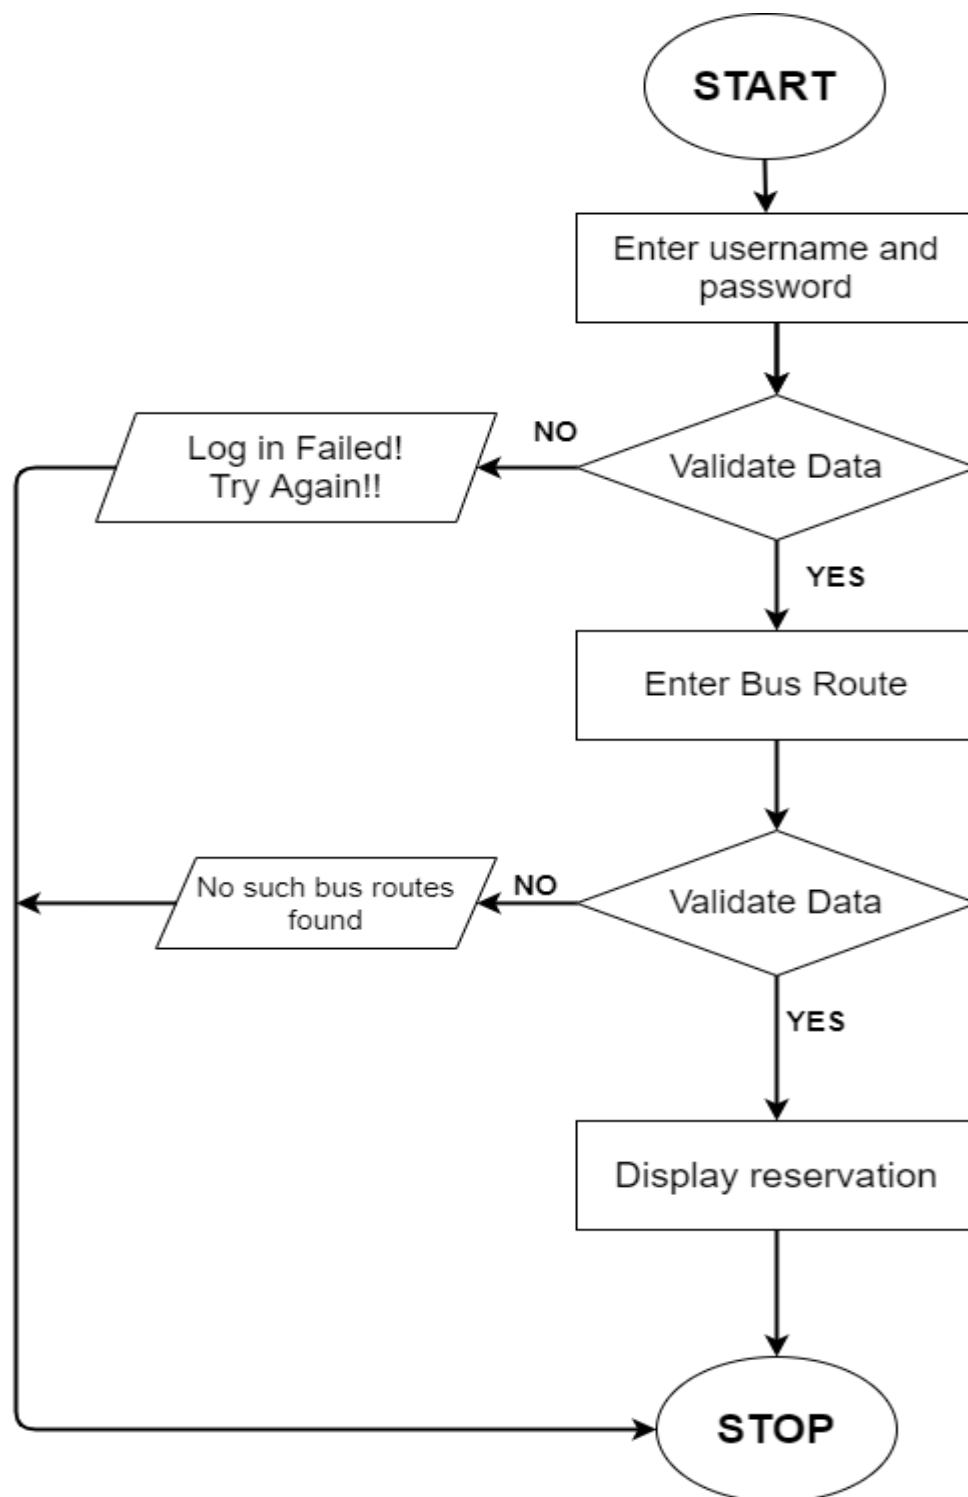 START
Enter username and
password
NO
Log in Failed!
Try Again!!
Validate Data
YES
Enter Bus Route
NO
No such bus routes
found
Validate Data
YES
Display reservation
STOP